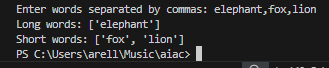 Enter words separated by commas: elephant,fox,lion
Long words: ['elephant']
Short words: ['fox', 'lion']
PS C:\Users\arell\Music\aiac>